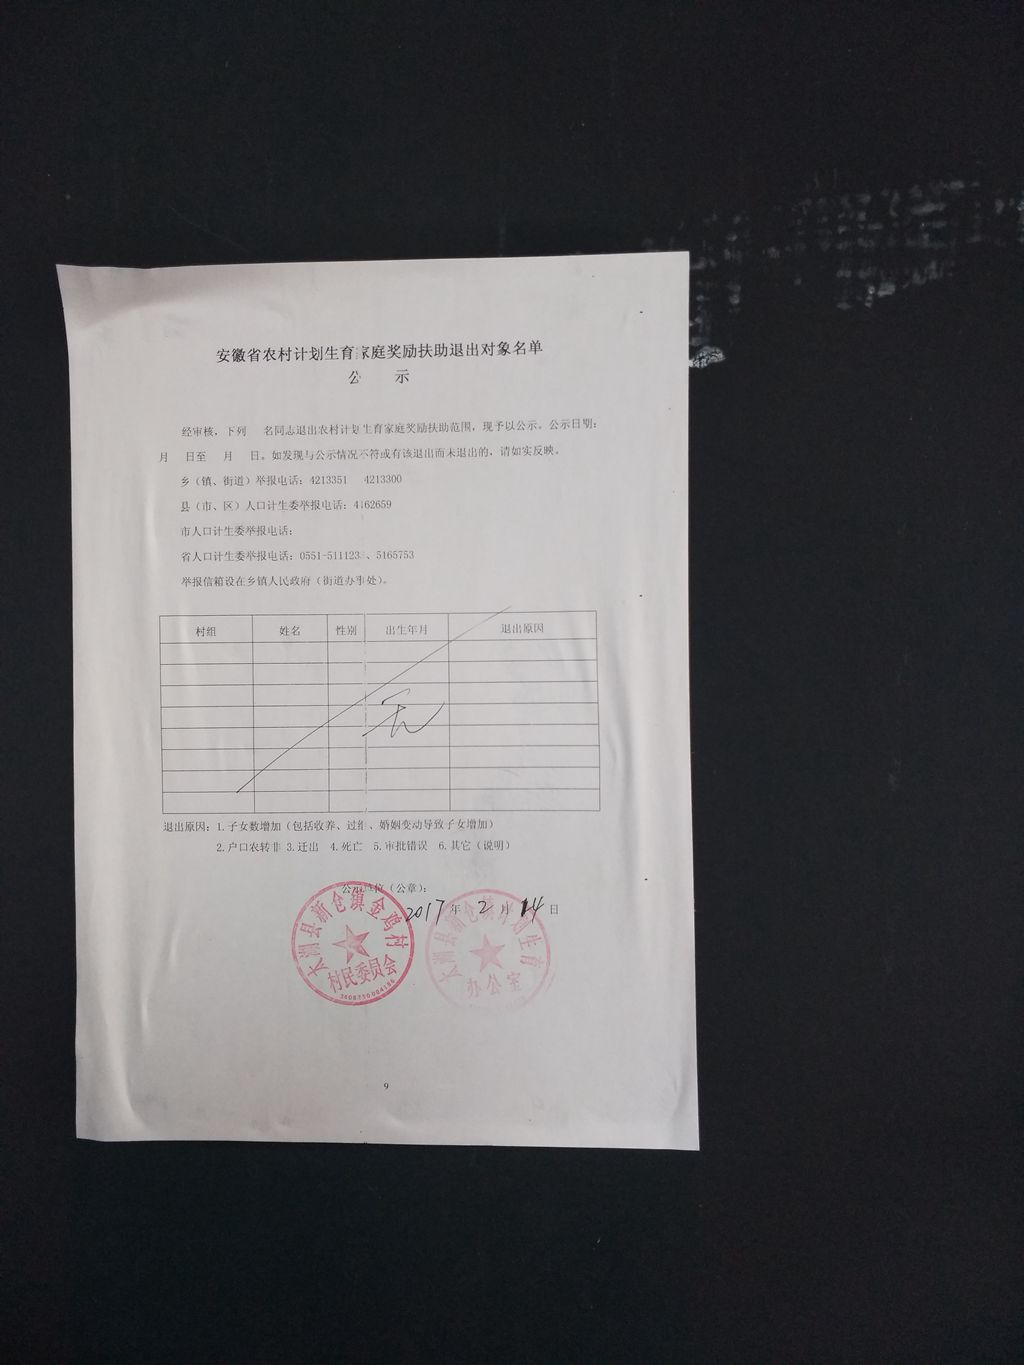 安徽省农村计划生育家庭奖励扶助退出对象名单
公 示
经审核，下列 名同志退出农村计划生育家庭奖励扶助范围，现予以公示。公示日期：
月 日至 月 日。如发现与公示情况不符或有该退出而未退出的，请如实反映。
乡（镇、街道）举报电话：4213351 4213300
县（市、区）人口计生委举报电话：4162659
市人口计生委举报电话：
省人口计生委举报电话：0551-511123 、5165753
举报信箱设在乡镇人民政府（街道办事处）。
村组 姓名 性别 出生年月 退出原因
无
退出原因：1.子女数增加（包括收养、过继、婚姻变动导致子女增加）
2.户口农转非 3.迁出 4.死亡 5.审批错误 6.其它（说明）
公示单位（公章）：
2017 年 2 月 14 日
太湖县新仓镇金鸡村
村民委员会
太湖县新仓镇计划生育
办公室
9